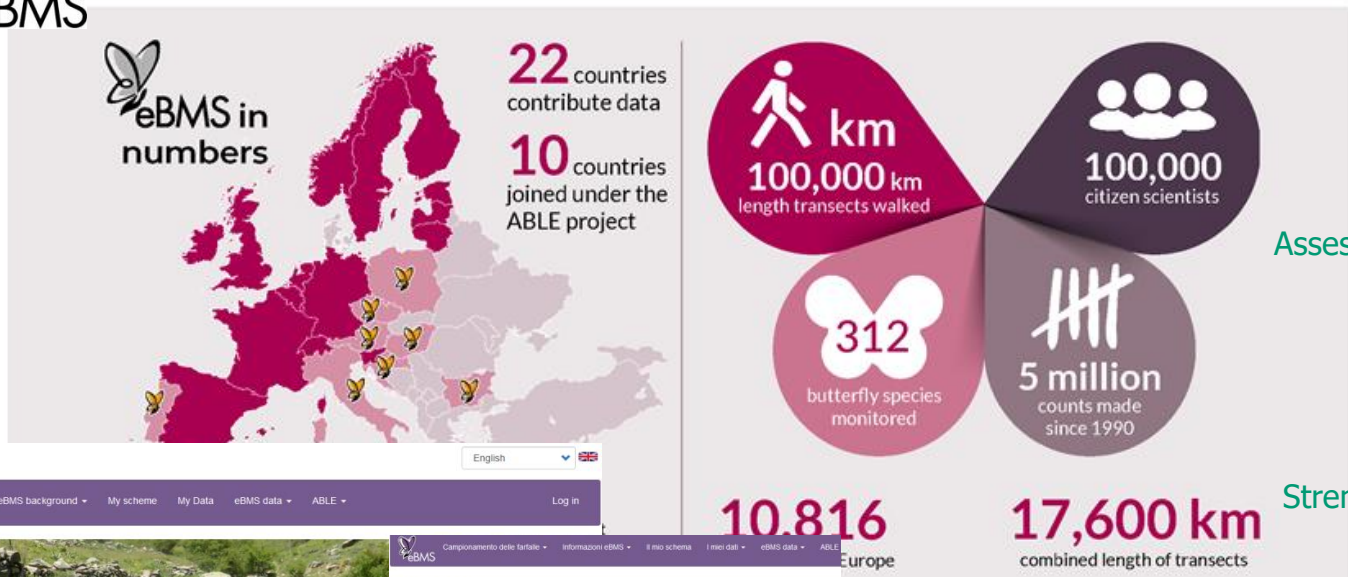 BMS
eBMS in
numbers
22 countries
contribute data
10 countries
joined under the
ABLE project
km
100,000 km
length transects walked
100,000
citizen scientists
312
butterfly species
monitored
5 million
counts made
since 1990
10,816
Europe
17,600 km
combined length of transects
English
eBMS background
My scheme
My Data
eBMS data
ABLE
Log in
eBMS
Campionamento delle farfalle
Informazioni eBMS
Il mio schema
I miei dati
eBMS data
ABLE